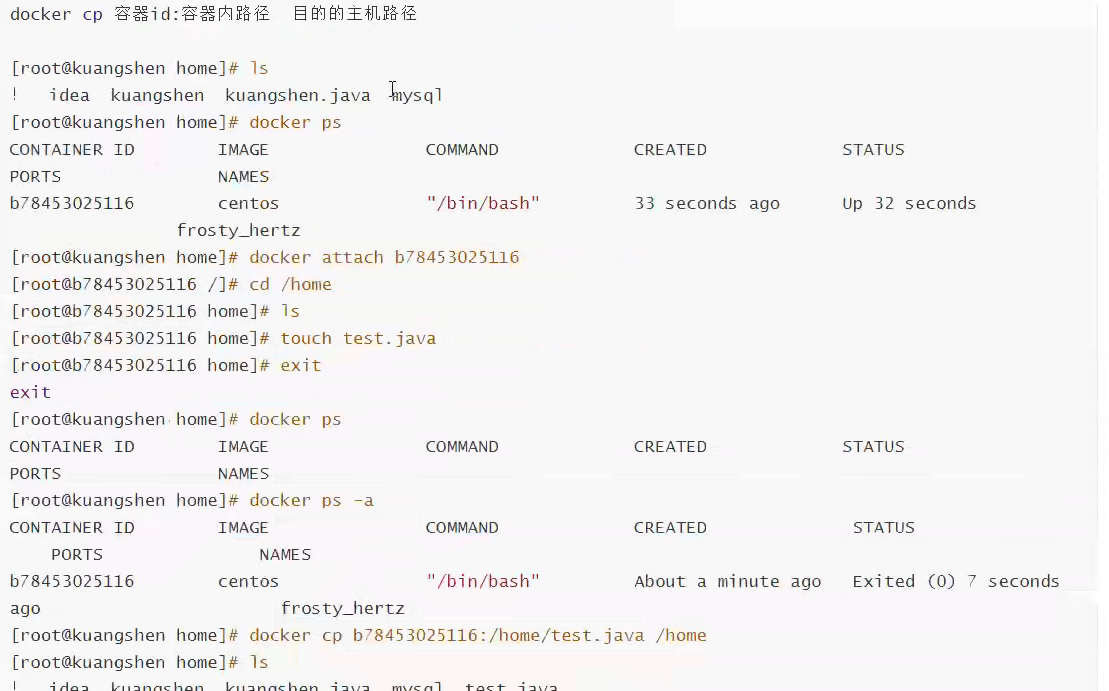 docker cp 容器id:容器内路径 目的的主机路径
[root@kuangshen home]# ls
! idea kuangshen kuangshen.java mysql
[root@kuangshen home]# docker ps
CONTAINER ID IMAGE COMMAND CREATED STATUS
PORTS NAMES
b78453025116 centos "/bin/bash" 33 seconds ago Up 32 seconds
frosty_hertz
[root@kuangshen home]# docker attach b78453025116
[root@b78453025116 /]# cd /home
[root@b78453025116 home]# ls
[root@b78453025116 home]# touch test.java
[root@b78453025116 home]# exit
exit
[root@kuangshen home]# docker ps
CONTAINER ID IMAGE COMMAND CREATED STATUS
PORTS NAMES
[root@kuangshen home]# docker ps -a
CONTAINER ID IMAGE COMMAND CREATED STATUS
PORTS NAMES
b78453025116 centos "/bin/bash" About a minute ago Exited (0) 7 seconds
ago frosty_hertz
[root@kuangshen home]# docker cp b78453025116:/home/test.java /home
[root@kuangshen home]# ls
! idea kuangshen kuangshen.java mysql test.java